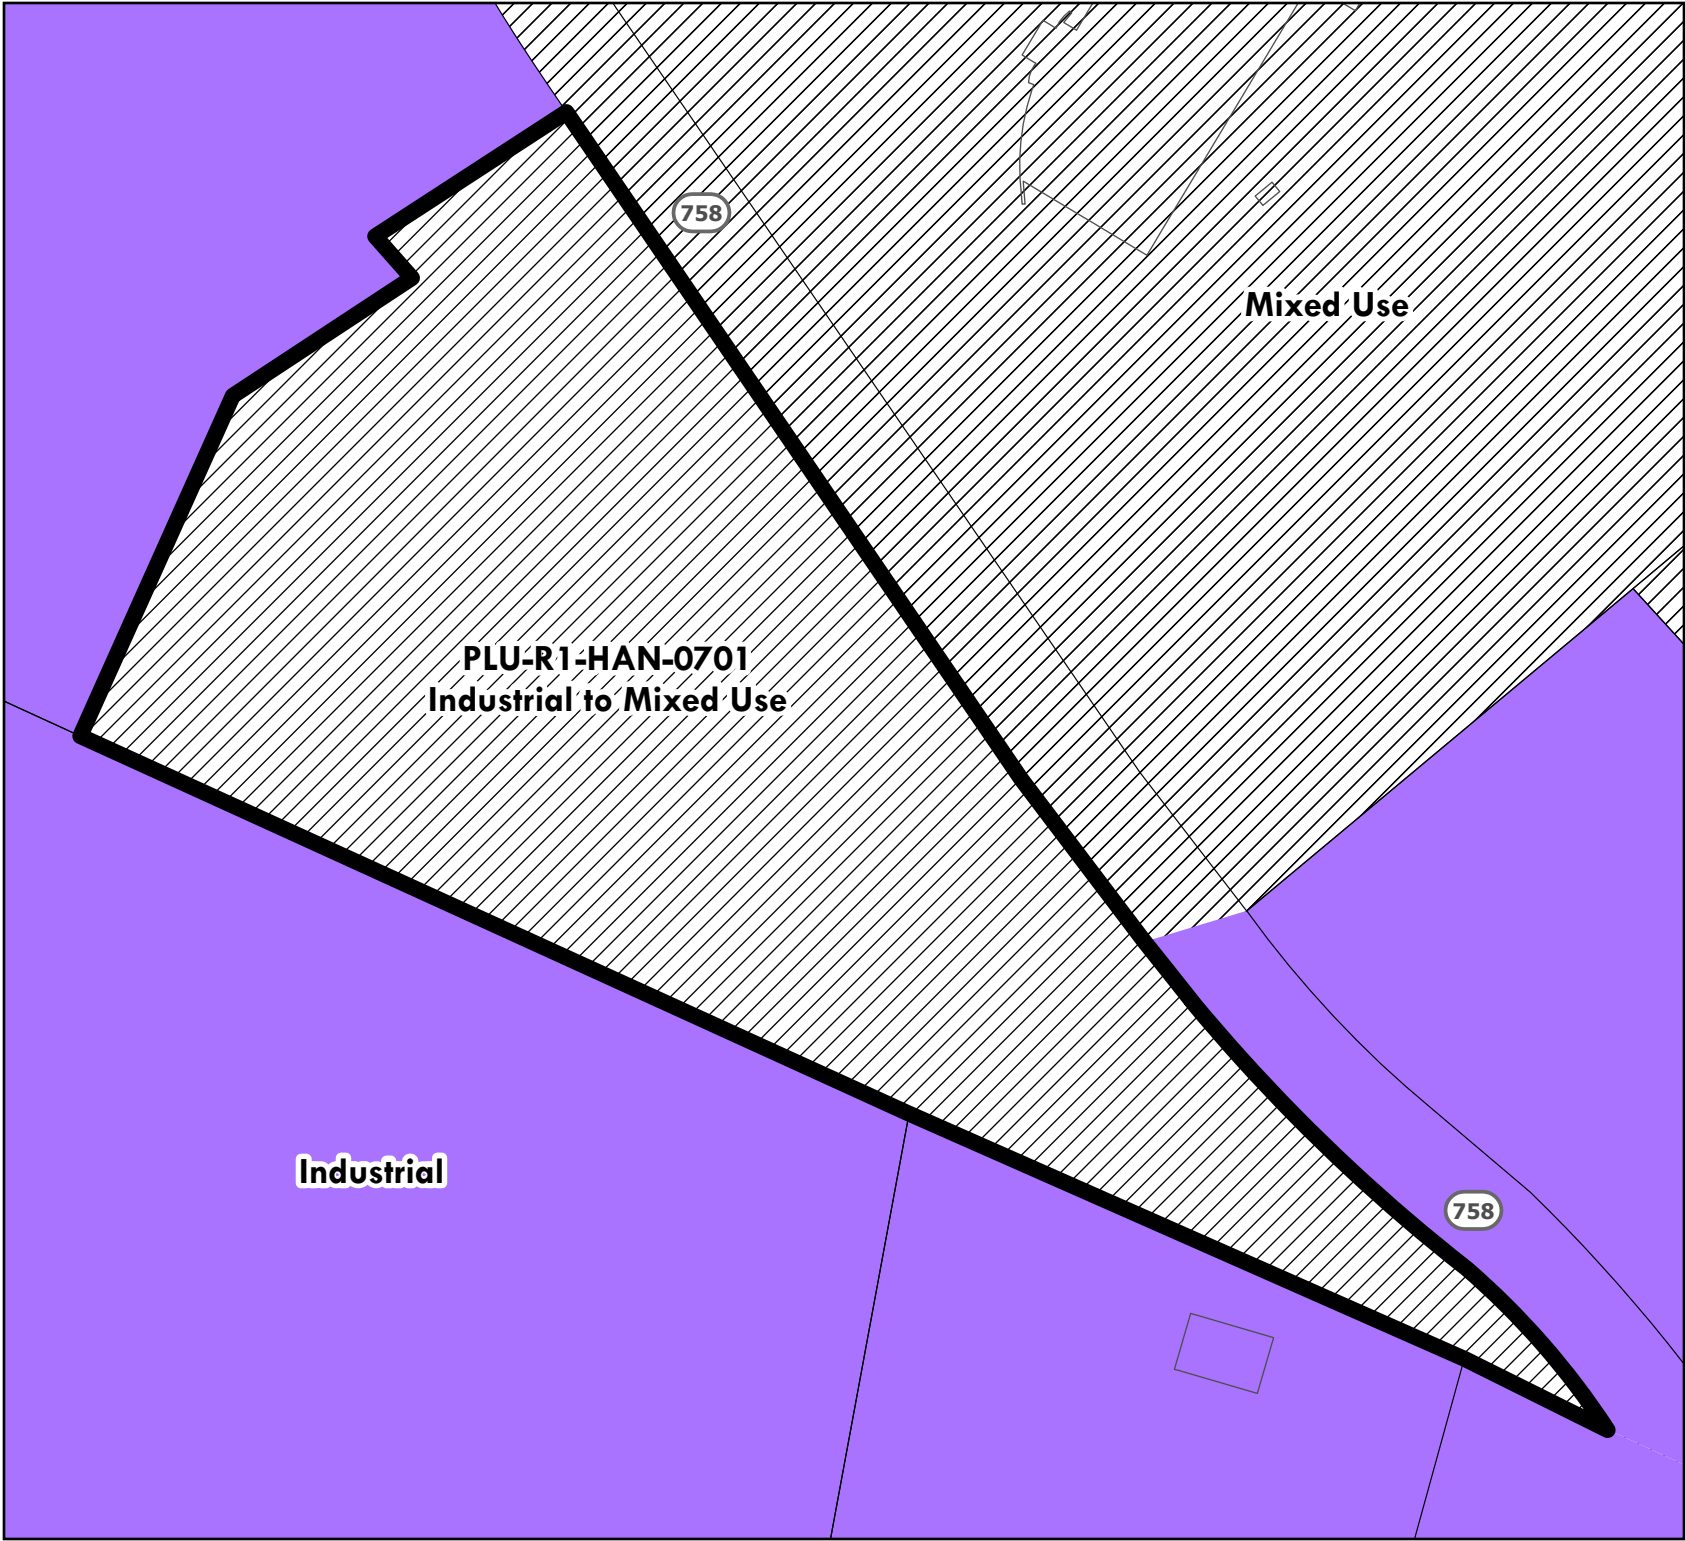 758
Mixed Use
PLU-R1-HAN-0701
Industrial to Mixed Use
Industrial
758